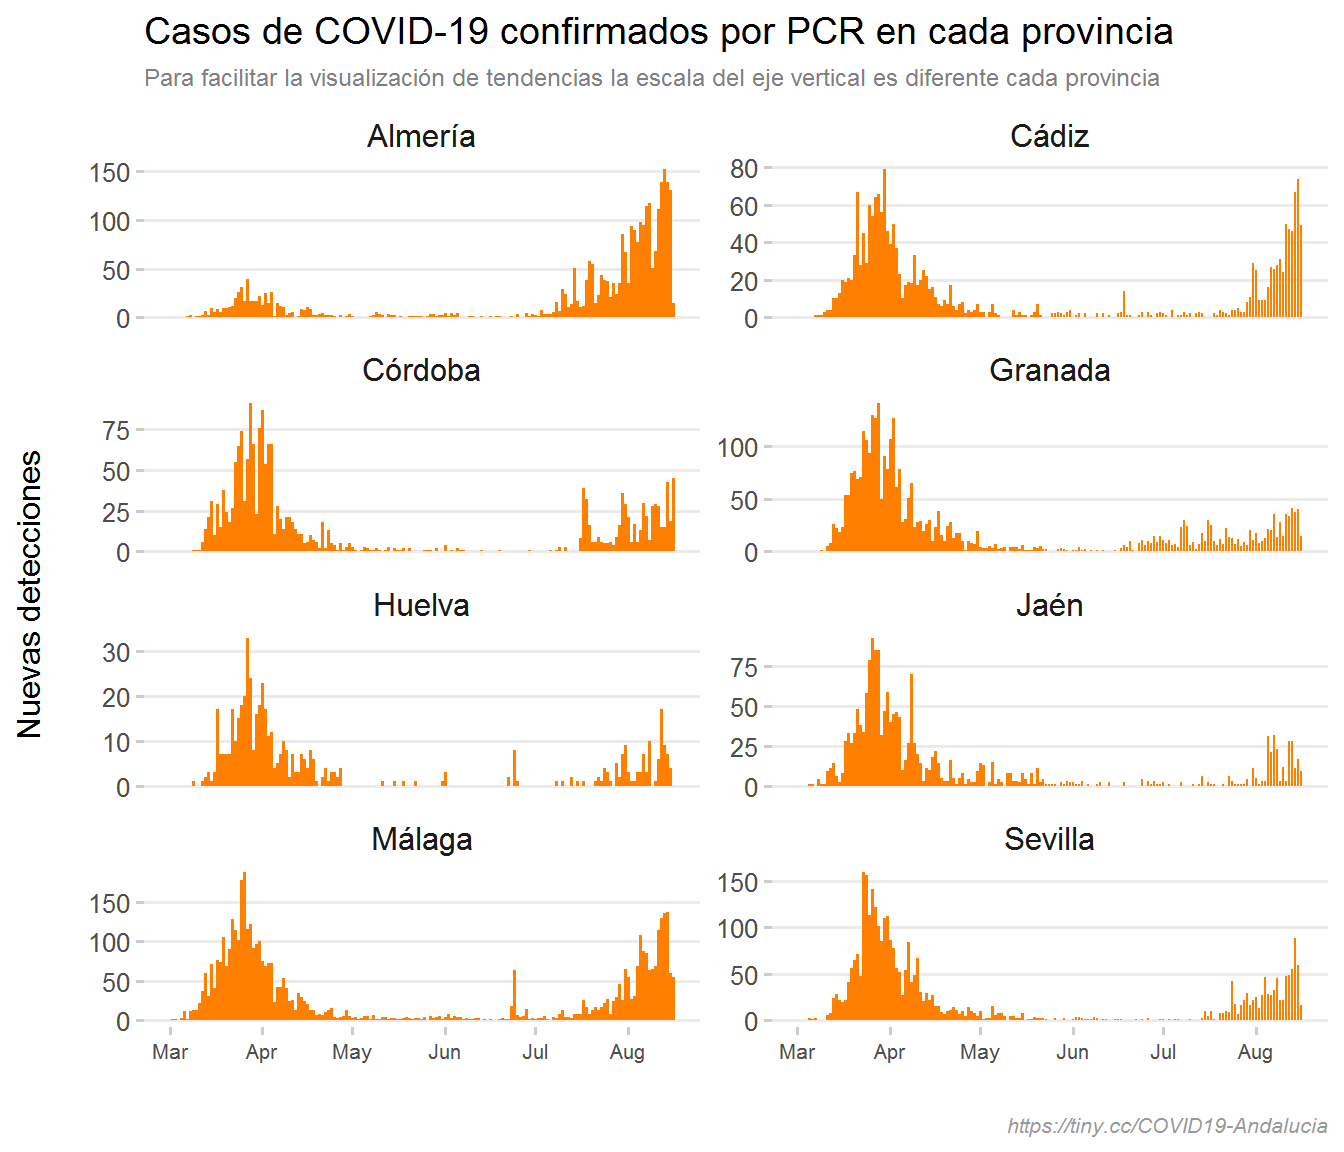 Casos de COVID-19 confirmados por PCR en cada provincia
Para facilitar la visualización de tendencias la escala del eje vertical es diferente cada provincia
Nuevas detecciones
Almería
150
100
50
0
Cádiz
80
60
40
20
0
Córdoba
75
50
25
0
Granada
100
50
0
Huelva
30
20
10
0
Jaén
75
50
25
0
Málaga
150
100
50
0
Sevilla
150
100
50
0
Mar Apr May Jun Jul Aug
Mar Apr May Jun Jul Aug
https://tiny.cc/COVID19-Andalucia